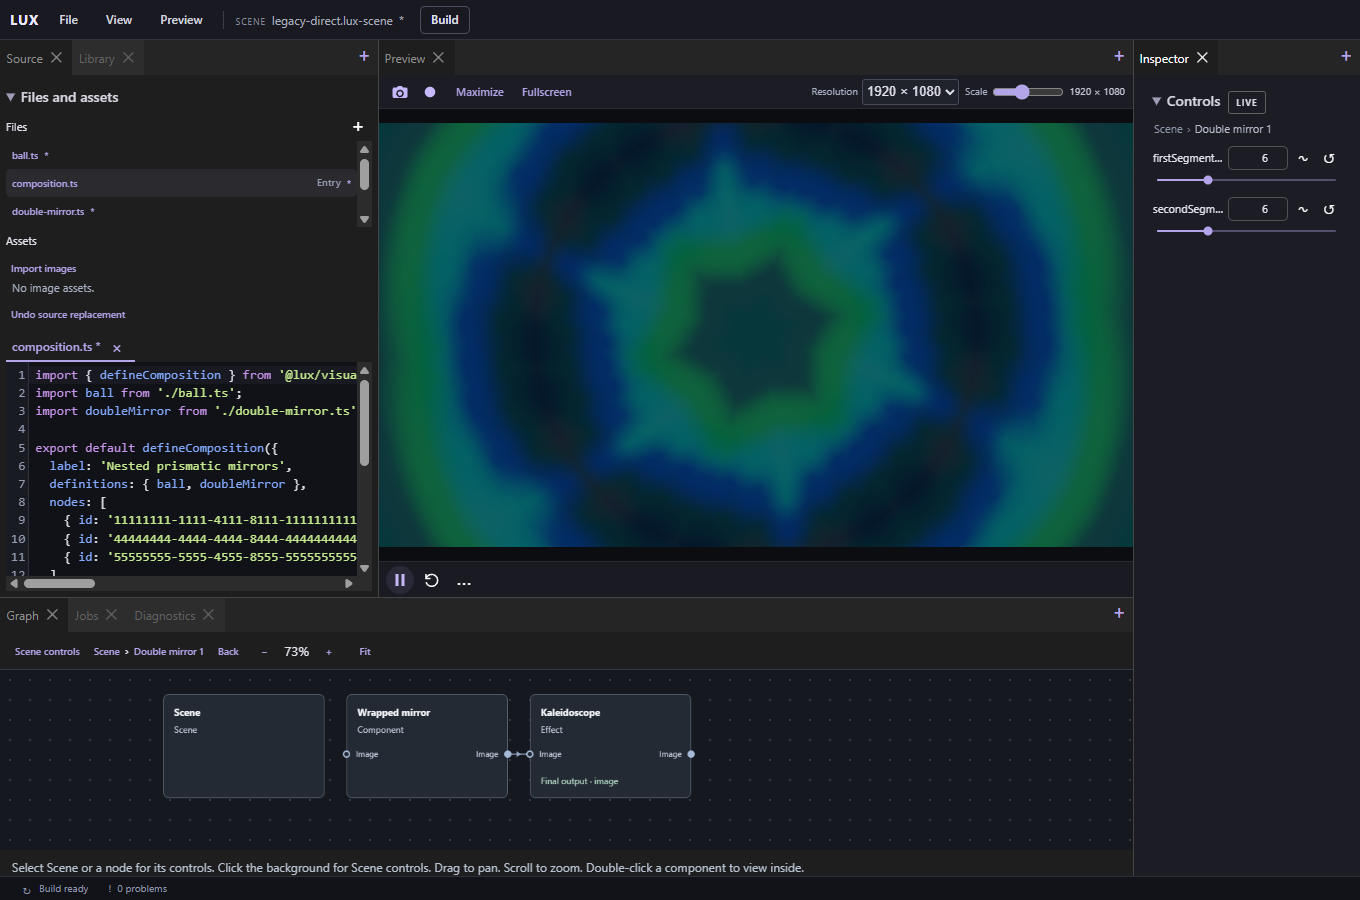 LUX File View Preview SCENE legacy-direct.lux-scene * Build
Source Library +
Files and assets
Files +
ball.ts *
composition.ts Entry *
double-mirror.ts *
Assets
Import images
No image assets.
Undo source replacement
composition.ts * ×
1 import { defineComposition } from '@lux/visua
2 import ball from './ball.ts';
3 import doubleMirror from './double-mirror.ts'
4
5 export default defineComposition({
6 label: 'Nested prismatic mirrors',
7 definitions: { ball, doubleMirror },
8 nodes: [
9 { id: '11111111-1111-4111-8111-1111111111
10 { id: '44444444-4444-4444-8444-4444444444
11 { id: '55555555-5555-4555-8555-5555555555
12 ]
Preview +
Maximize Fullscreen Resolution 1920 × 1080 Scale 1920 × 1080
...
Inspector +
Controls LIVE
Scene › Double mirror 1
firstSegment... 6
secondSegm... 6
Graph Jobs Diagnostics +
Scene controls Scene › Double mirror 1 Back − 73% + Fit
Scene
Scene
Wrapped mirror
Component
Image Image
Kaleidoscope
Effect
Image Image
Final output · image
Select Scene or a node for its controls. Click the background for Scene controls. Drag to pan. Scroll to zoom. Double-click a component to view inside.
Build ready ! 0 problems